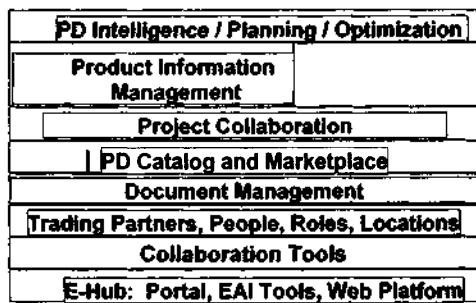 PD Intelligence / Planning / Optimization
Product Information
Management
Project Collaboration
PD Catalog and Marketplace
Document Management
Trading Partners, People, Roles, Locations
Collaboration Tools
E-Hub: Portal, EAI Tools, Web Platform